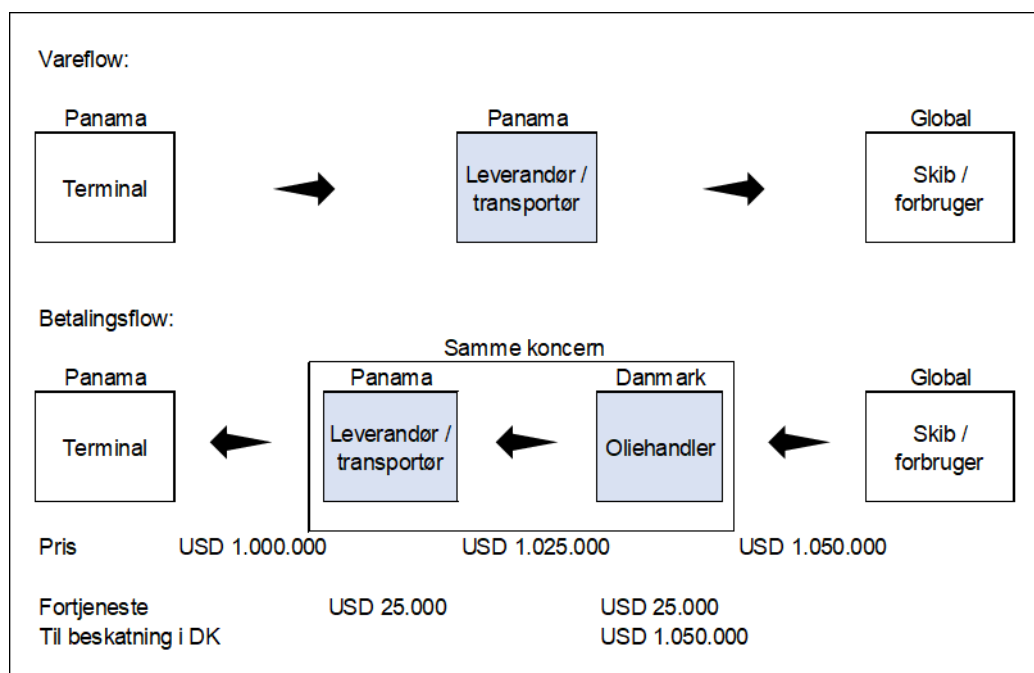 Vareflow:
Panama
Panama
Global
Terminal
Leverandør /
transportør
Skib /
forbruger
Betalingsflow:
Samme koncern
Panama
Panama
Danmark
Global
Terminal
Leverandør /
transportør
Oliehandler
Skib /
forbruger
Pris USD 1.000.000 USD 1.025.000 USD 1.050.000
Fortjeneste USD 25.000 USD 25.000
Til beskatning i DK USD 1.050.000